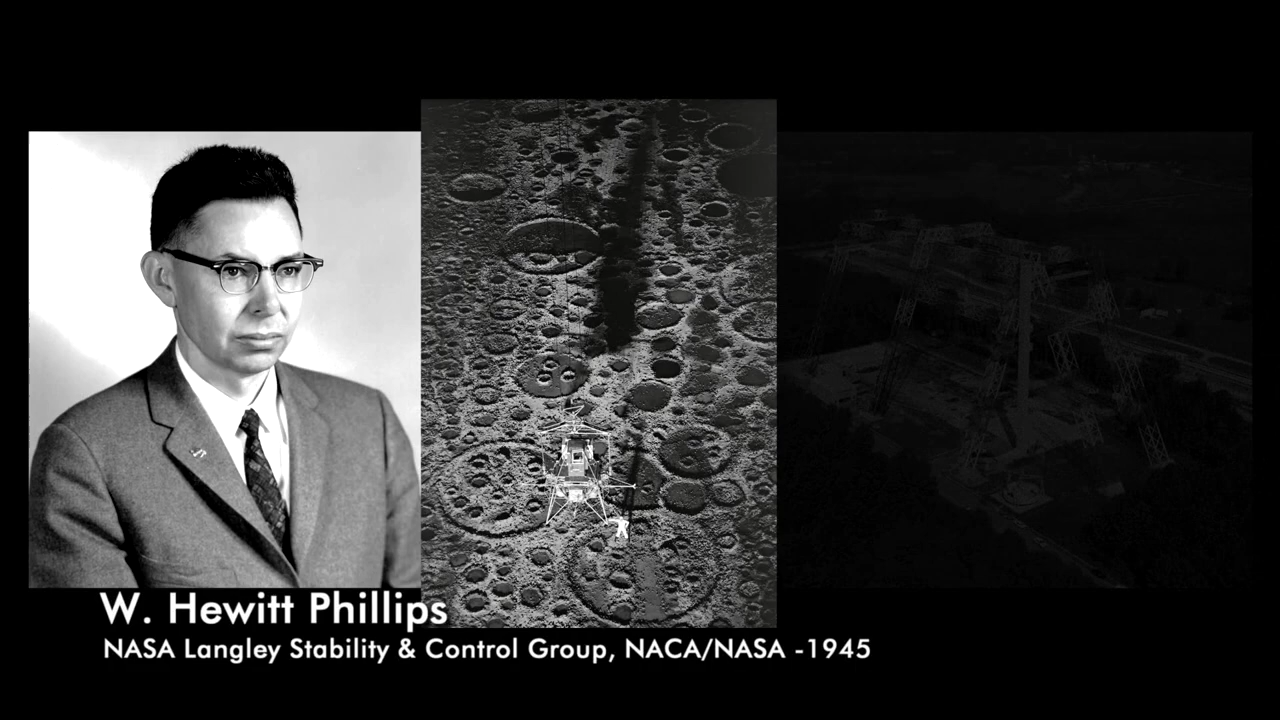 W. Hewitt Phillips
NASA Langley Stability & Control Group, NACA/NASA -1945